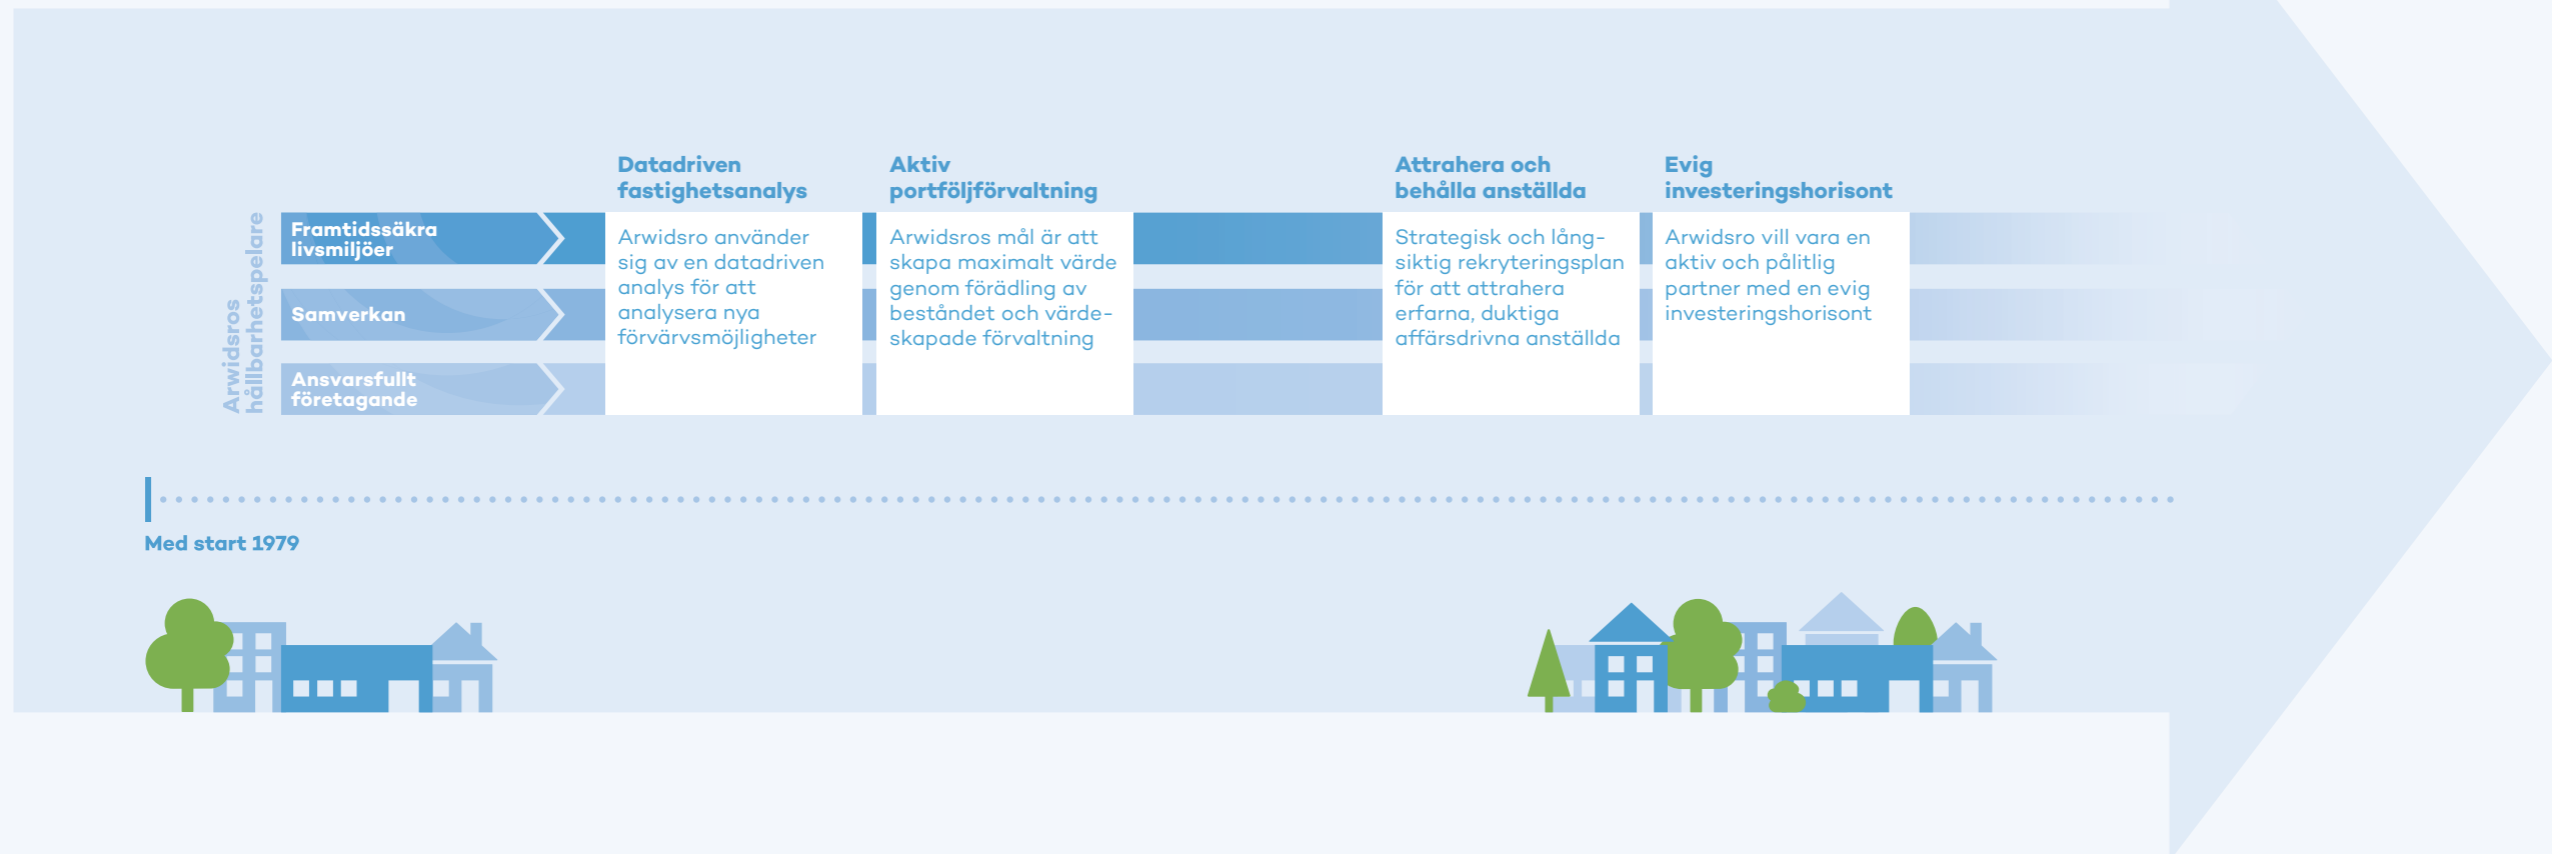 Arwidsros
hållbarhetspelare
Framtidssäkra
livsmiljöer
Samverkan
Ansvarsfullt
företagande
Datadriven
fastighetsanalys
Arwidsro använder
sig av en datadriven
analys för att
analysera nya
förvärvsmöjligheter
Aktiv
portföljförvaltning
Arwidsros mål är att
skapa maximalt värde
genom förädling av
beståndet och värde-
skapade förvaltning
Attrahera och
behålla anställda
Strategisk och lång-
siktig rekryteringsplan
för att attrahera
erfarna, duktiga
affärsdrivna anställda
Evig
investeringshorisont
Arwidsro vill vara en
aktiv och pålitlig
partner med en evig
investeringshorisont
Med start 1979